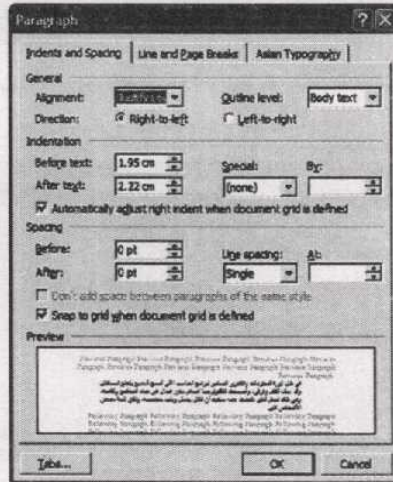 Paragraph
Indents and Spacing Line and Page Breaks Asian Typography
General
Alignment: Outline level: Body text
Direction: Right-to-left Left-to-right
Indentation
Before text: 1.95 cm Special: By:
After text: 2.22 cm (none)
Automatically adjust right indent when document grid is defined
Spacing
Before: 0 pt Line spacing: At:
After: 0 pt Single
Don't add space between paragraphs of the same style
Snap to grid when document grid is defined
Preview
Tabs... OK Cancel